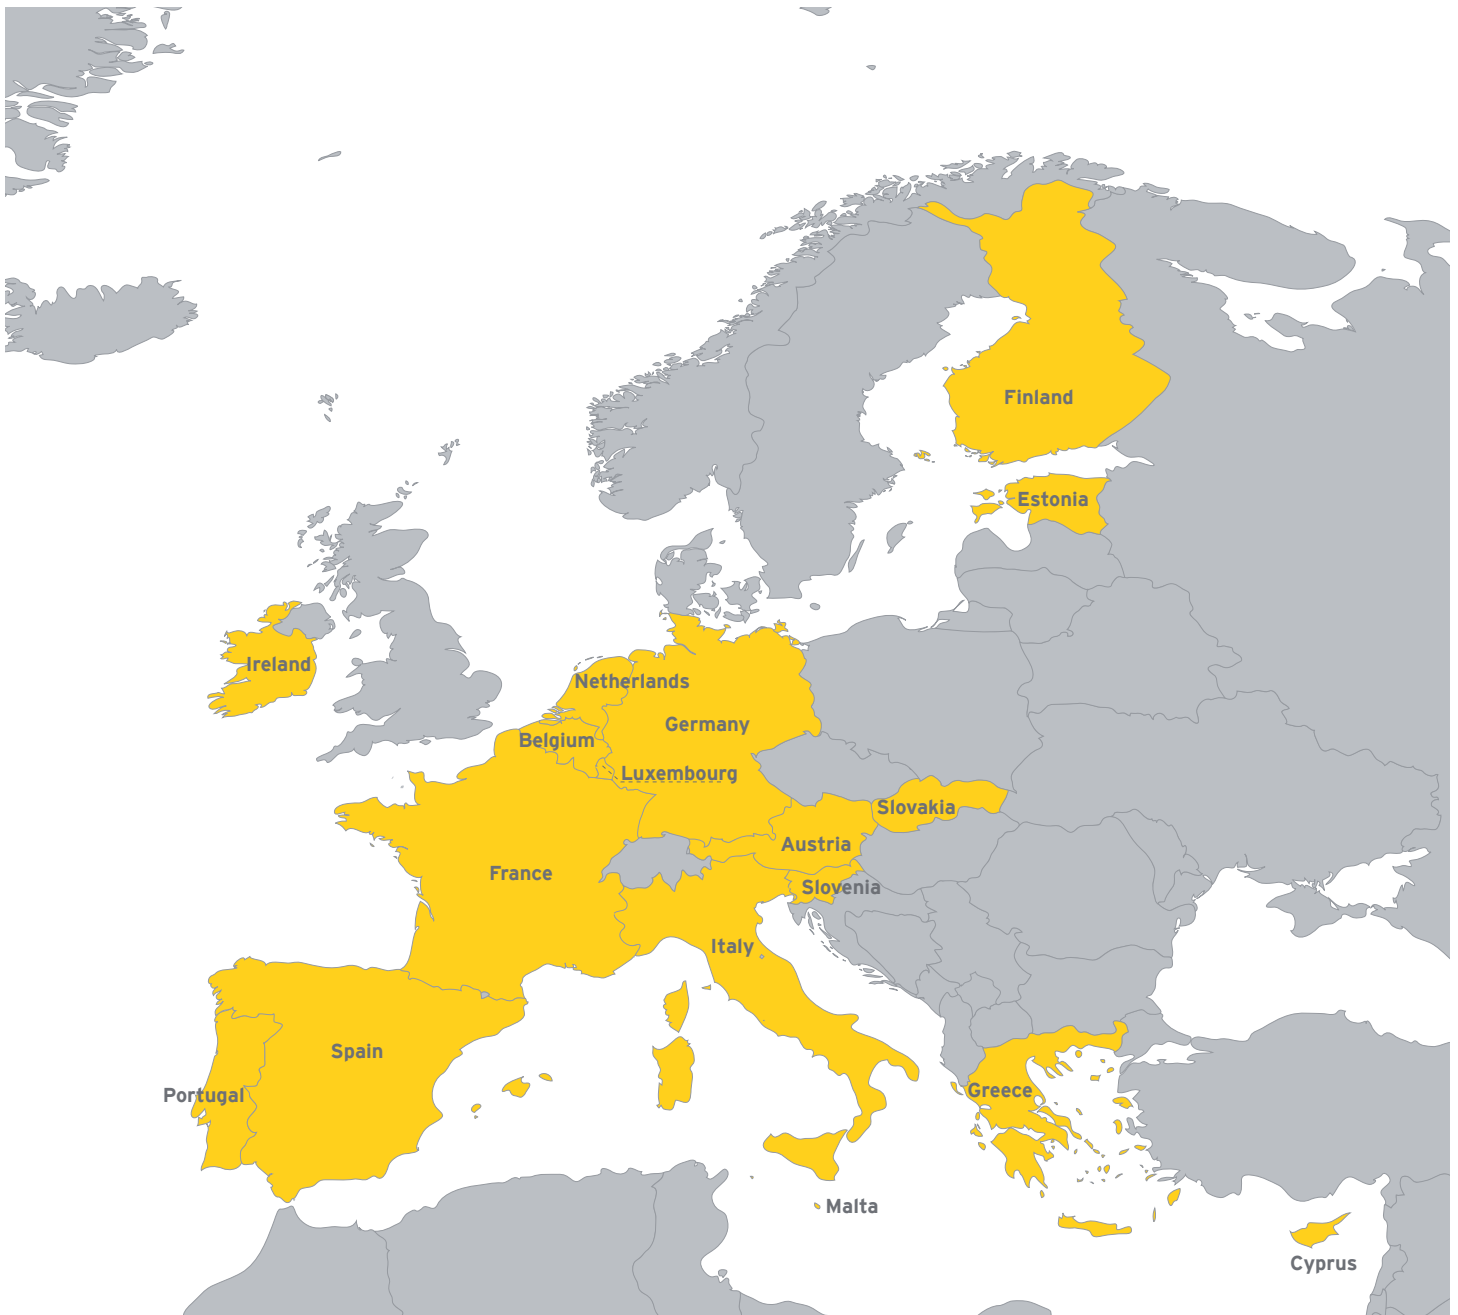 Finland
Estonia
Ireland
Netherlands
Germany
Belgium
Luxembourg
Slovakia
Austria
France
Slovenia
Italy
Spain
Portugal
Greece
Malta
Cyprus